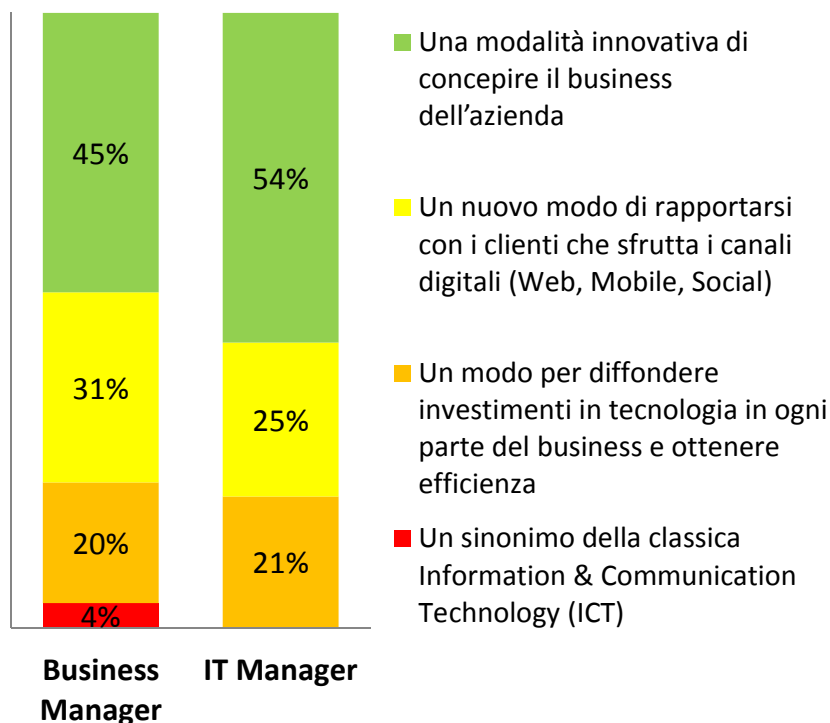 45%
31%
20%
4%
54%
25%
21%
Business
Manager
IT Manager
Una modalità innovativa di
concepire il business
dell’azienda
Un nuovo modo di rapportarsi
con i clienti che sfrutta i canali
digitali (Web, Mobile, Social)
Un modo per diffondere
investimenti in tecnologia in ogni
parte del business e ottenere
efficienza
Un sinonimo della classica
Information & Communication
Technology (ICT)